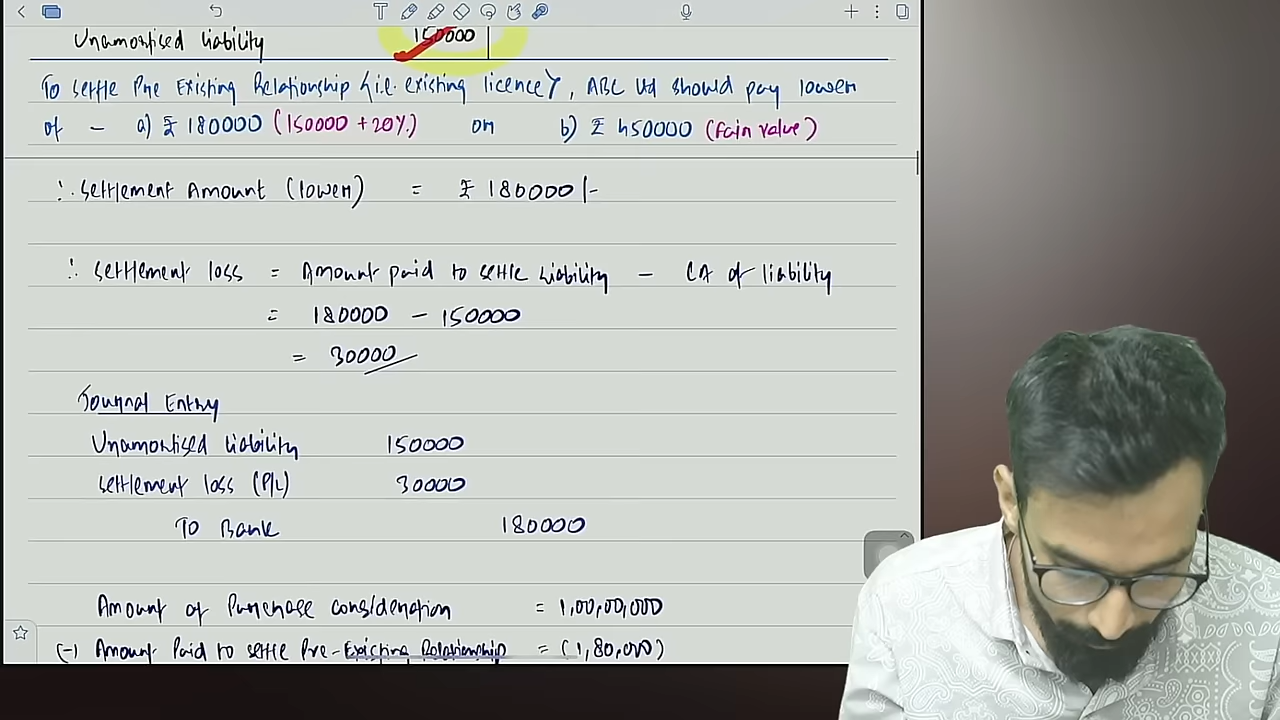 Unamortised liability 150000
To settle Pre Existing Relationship {i.e. existing licence}, ABC Ltd should pay lower
of - a) ₹ 180000 (150000 + 20%) or b) ₹ 450000 (Fair value)
∴ Settlement Amount (lower) = ₹ 180000/-
∴ Settlement loss = Amount paid to settle liability - CA of liability
= 180000 - 150000
= 30000
Journal Entry
Unamortised liability 150000
Settlement loss (P/L) 30000
To Bank 180000
Amount of Purchase consideration = 1,00,00,000
(-) Amount Paid to settle Pre-Existing Relationship = (1,80,000)